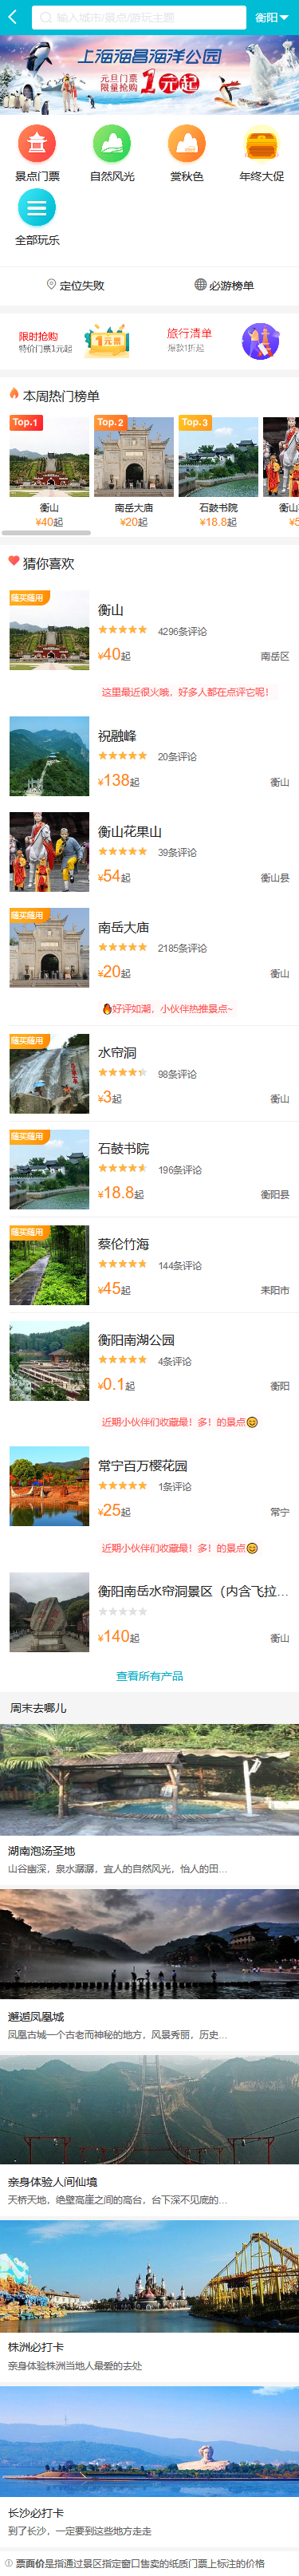 输入城市/景点/游玩主题
衡阳
上海海昌海洋公园
元旦门票
限量抢购
1元起
景点门票
自然风光
赏秋色
年终大促
全部玩乐
定位失败
必游榜单
限时抢购
特价门票1元起
1元票
旅行清单
爆款1折起
本周热门榜单
Top.1
Top.2
Top.3
衡山
南岳大庙
石鼓书院
衡山
¥40起
¥20起
¥18.8起
猜你喜欢
随买随用
衡山
4296条评论
¥40起
南岳区
这里最近很火哦，好多人都在点评它呢！
祝融峰
20条评论
¥138起
衡山
衡山花果山
39条评论
¥54起
衡山县
随买随用
南岳大庙
2185条评论
¥20起
衡山
好评如潮，小伙伴热推景点~
随买随用
水帘洞
98条评论
¥3起
衡山
随买随用
石鼓书院
196条评论
¥18.8起
衡阳县
随买随用
蔡伦竹海
144条评论
¥45起
耒阳市
衡阳南湖公园
4条评论
¥0.1起
衡阳
近期小伙伴们收藏最！多！的景点😊
常宁百万樱花园
1条评论
¥25起
常宁
近期小伙伴们收藏最！多！的景点😊
衡阳南岳水帘洞景区（内含飞拉...
¥140起
衡山
查看所有产品
周末去哪儿
湖南泡汤圣地
山谷幽深，泉水潺潺，宜人的自然风光，怡人的田...
邂逅凤凰城
凤凰古城一个古老而神秘的地方，风景秀丽，历史...
亲身体验人间仙境
天桥天地，绝壁高崖之间的高台，台下深不见底的...
株洲必打卡
亲身体验株洲当地人最爱的去处
长沙必打卡
到了长沙，一定要到这些地方走走
票面价是指通过景区指定窗口售卖的纸质门票上标注的价格